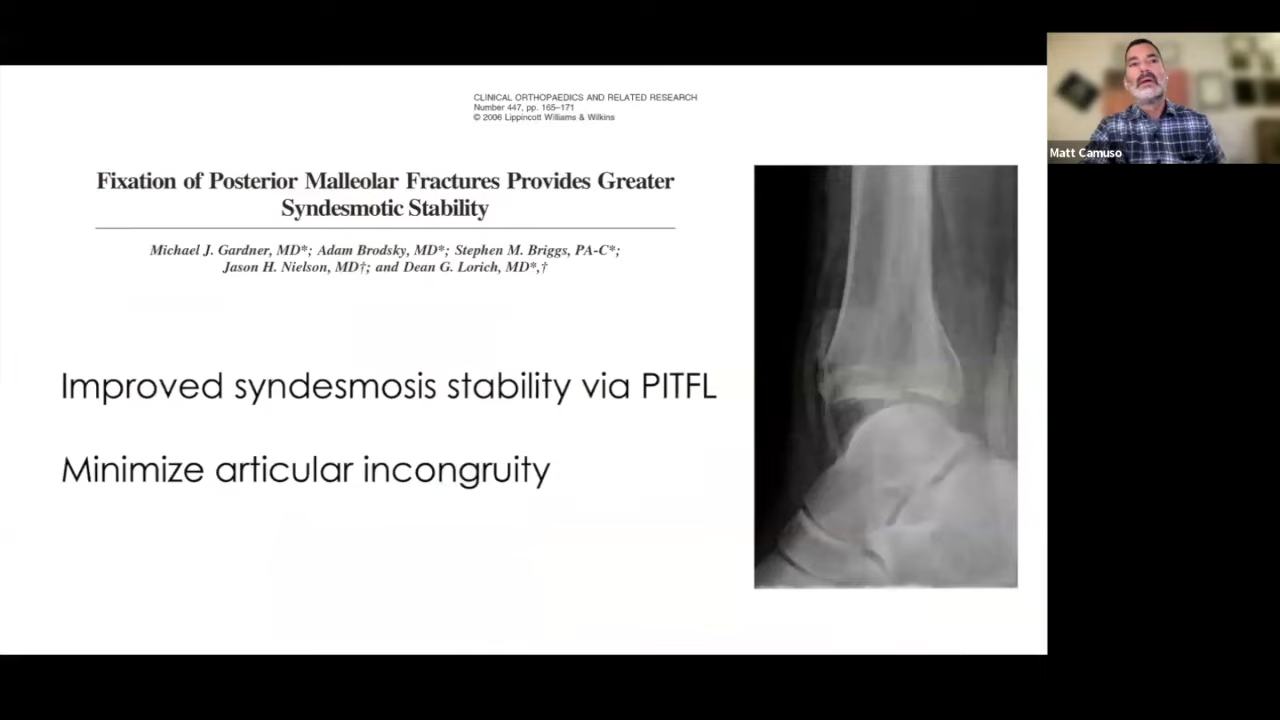 CLINICAL ORTHOPAEDICS AND RELATED RESEARCH
Number 447, pp. 165–171
© 2006 Lippincott Williams & Wilkins
Fixation of Posterior Malleolar Fractures Provides Greater
Syndesmotic Stability
Michael J. Gardner, MD*; Adam Brodsky, MD*; Stephen M. Briggs, PA-C*;
Jason H. Nielson, MD†; and Dean G. Lorich, MD*,†
Improved syndesmosis stability via PITFL
Minimize articular incongruity
Matt Camuso